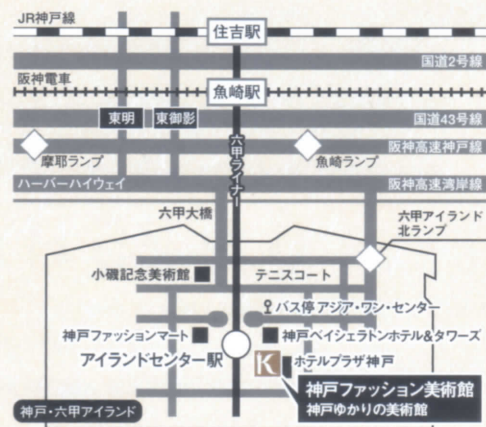 JR神戸線
住吉駅
国道2号線
阪神電車
魚崎駅
東明
東御影
国道43号線
阪神高速神戸線
摩耶ランプ
六甲ライナー
魚崎ランプ
ハーバーハイウェイ
阪神高速湾岸線
六甲大橋
六甲アイランド
北ランプ
小磯記念美術館
テニスコート
バス停 アジア・ワン・センター
神戸ファッションマート
神戸ベイシェラトンホテル&タワーズ
アイランドセンター駅
K
ホテルプラザ神戸
神戸ファッション美術館
神戸ゆかりの美術館
神戸・六甲アイランド